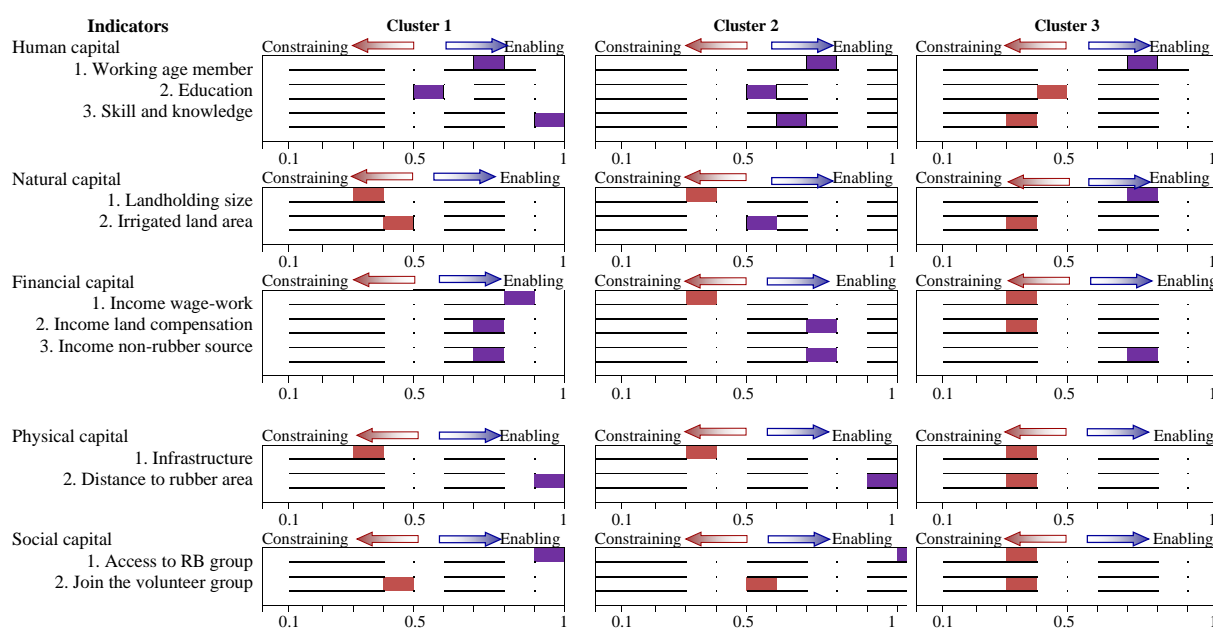 Indicators Cluster 1 Cluster 2 Cluster 3
Human capital Constraining Enabling Constraining Enabling Constraining Enabling
1. Working age member
2. Education
3. Skill and knowledge
0.1 0.5 1 0.1 0.5 1 0.1 0.5 1
Natural capital Constraining Enabling Constraining Enabling Constraining Enabling
1. Landholding size
2. Irrigated land area
0.1 0.5 1 0.1 0.5 1 0.1 0.5 1
Financial capital Constraining Enabling Constraining Enabling Constraining Enabling
1. Income wage-work
2. Income land compensation
3. Income non-rubber source
0.1 0.5 1 0.1 0.5 1 0.1 0.5 1
Physical capital Constraining Enabling Constraining Enabling Constraining Enabling
1. Infrastructure
2. Distance to rubber area
0.1 0.5 1 0.1 0.5 1 0.1 0.5 1
Social capital Constraining Enabling Constraining Enabling Constraining Enabling
1. Access to RB group
2. Join the volunteer group
0.1 0.5 1 0.1 0.5 1 0.1 0.5 1